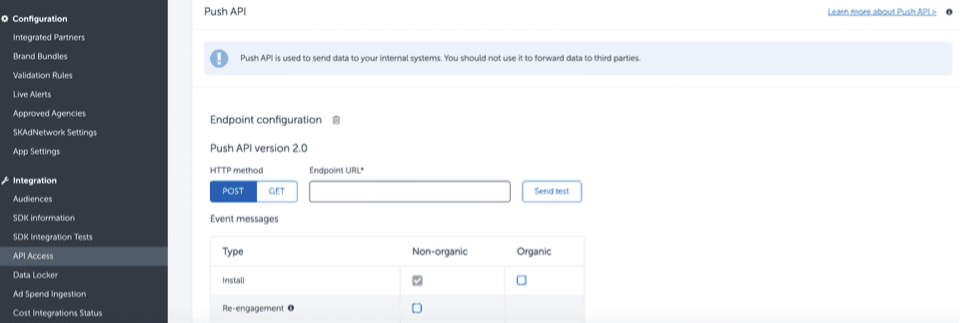 Configuration
Integrated Partners
Brand Bundles
Validation Rules
Live Alerts
Approved Agencies
SKAdNetwork Settings
App Settings
Integration
Audiences
SDK information
SDK Integration Tests
API Access
Data Locker
Ad Spend Ingestion
Cost Integrations Status
Push API
Learn more about Push API >
Push API is used to send data to your internal systems. You should not use it to forward data to third parties.
Endpoint configuration
Push API version 2.0
HTTP method Endpoint URL*
POST GET Send test
Event messages
Type Non-organic Organic
Install
Re-engagement